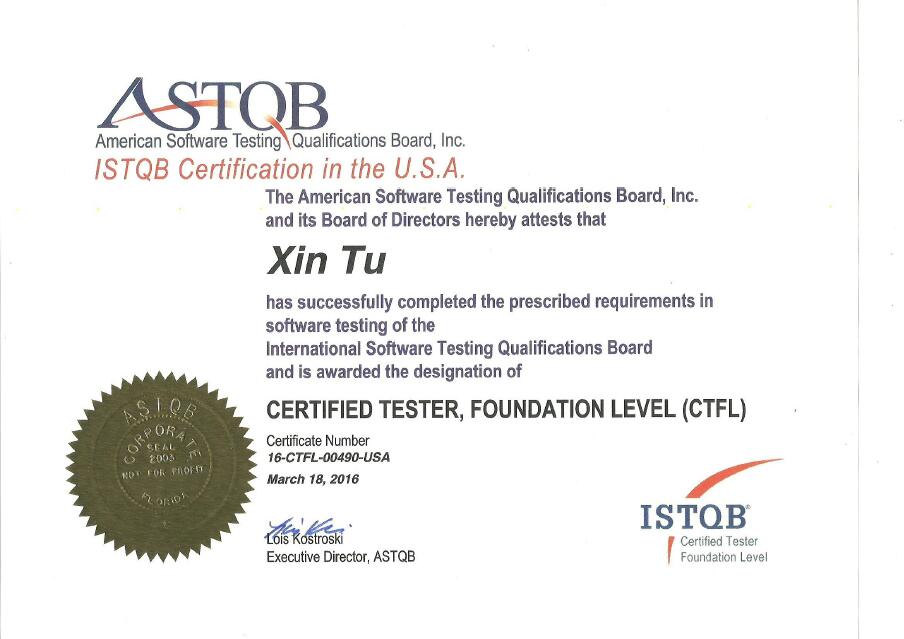 ASTQB
American Software Testing Qualifications Board, Inc.
ISTQB Certification in the U.S.A.
The American Software Testing Qualifications Board, Inc.
and its Board of Directors hereby attests that
Xin Tu
has successfully completed the prescribed requirements in
software testing of the
International Software Testing Qualifications Board
and is awarded the designation of
CERTIFIED TESTER, FOUNDATION LEVEL (CTFL)
Certificate Number
16-CTFL-00490-USA
March 18, 2016
Lois Kostroski
Executive Director, ASTQB
ASTQB
CORPORATE
SEAL
2003
NOT FOR PROFIT
FLORIDA
ISTQB®
Certified Tester
Foundation Level